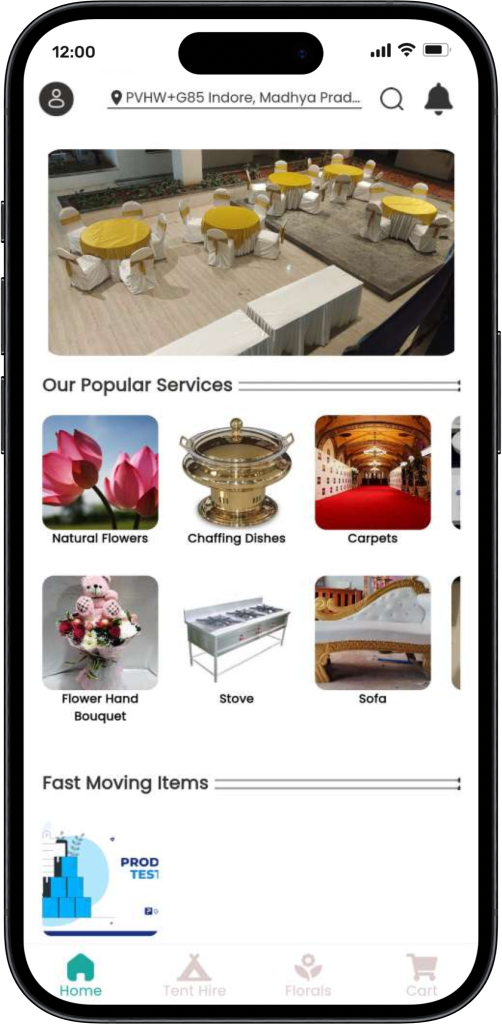 12:00
PVHW+G85 Indore, Madhya Prad...
Our Popular Services
Natural Flowers
Chaffing Dishes
Carpets
Flower Hand
Bouquet
Stove
Sofa
Fast Moving Items
PROD
TEST
Home
Tent Hire
Florals
Cart